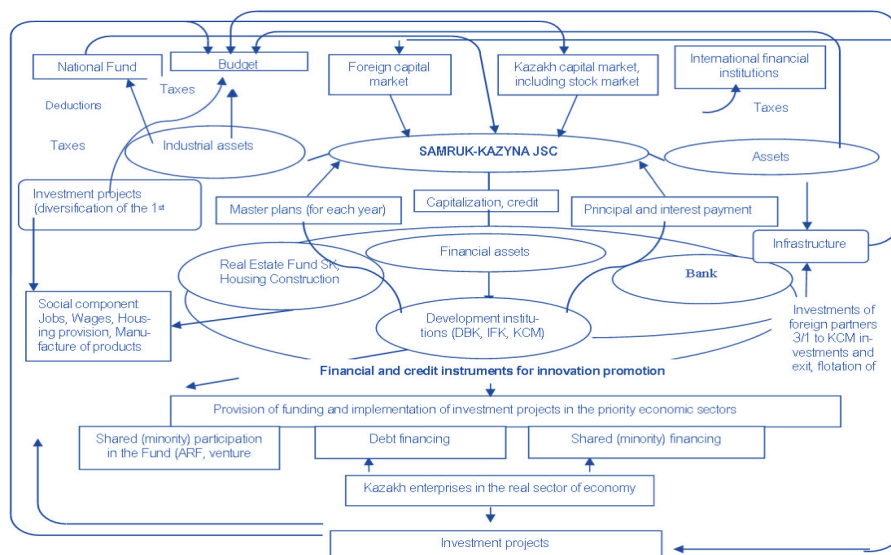 National Fund
Budget
Foreign capital
market
Kazakh capital market,
including stock market
International financial
institutions
Taxes
Deductions
Taxes
Taxes
Industrial assets
SAMRUK-KAZYNA JSC
Assets
Investment projects
(diversification of the 1st
Master plans (for each year)
Capitalization, credit
Principal and interest payment
Infrastructure
Real Estate Fund SK,
Housing Construction
Financial assets
Bank
Social component:
Jobs, Wages, Hou-
sing provision, Manu-
facture of products
Development institu-
tions (DBK, IFK, KCM)
Investments of
foreign partners
3/1 to KCM in-
vestments and
exit, flotation of
Financial and credit instruments for innovation promotion
Provision of funding and implementation of investment projects in the priority economic sectors
Shared (minority) participation
in the Fund (ARF, venture
Debt financing
Shared (minority) financing
Kazakh enterprises in the real sector of economy
Investment projects